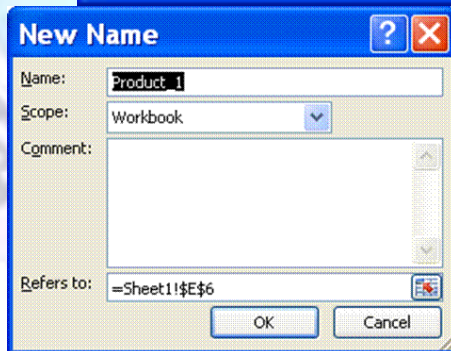 New Name
?
Name: Product_1
Scope: Workbook
Comment:
Refers to: =Sheet1!$E$6
OK Cancel